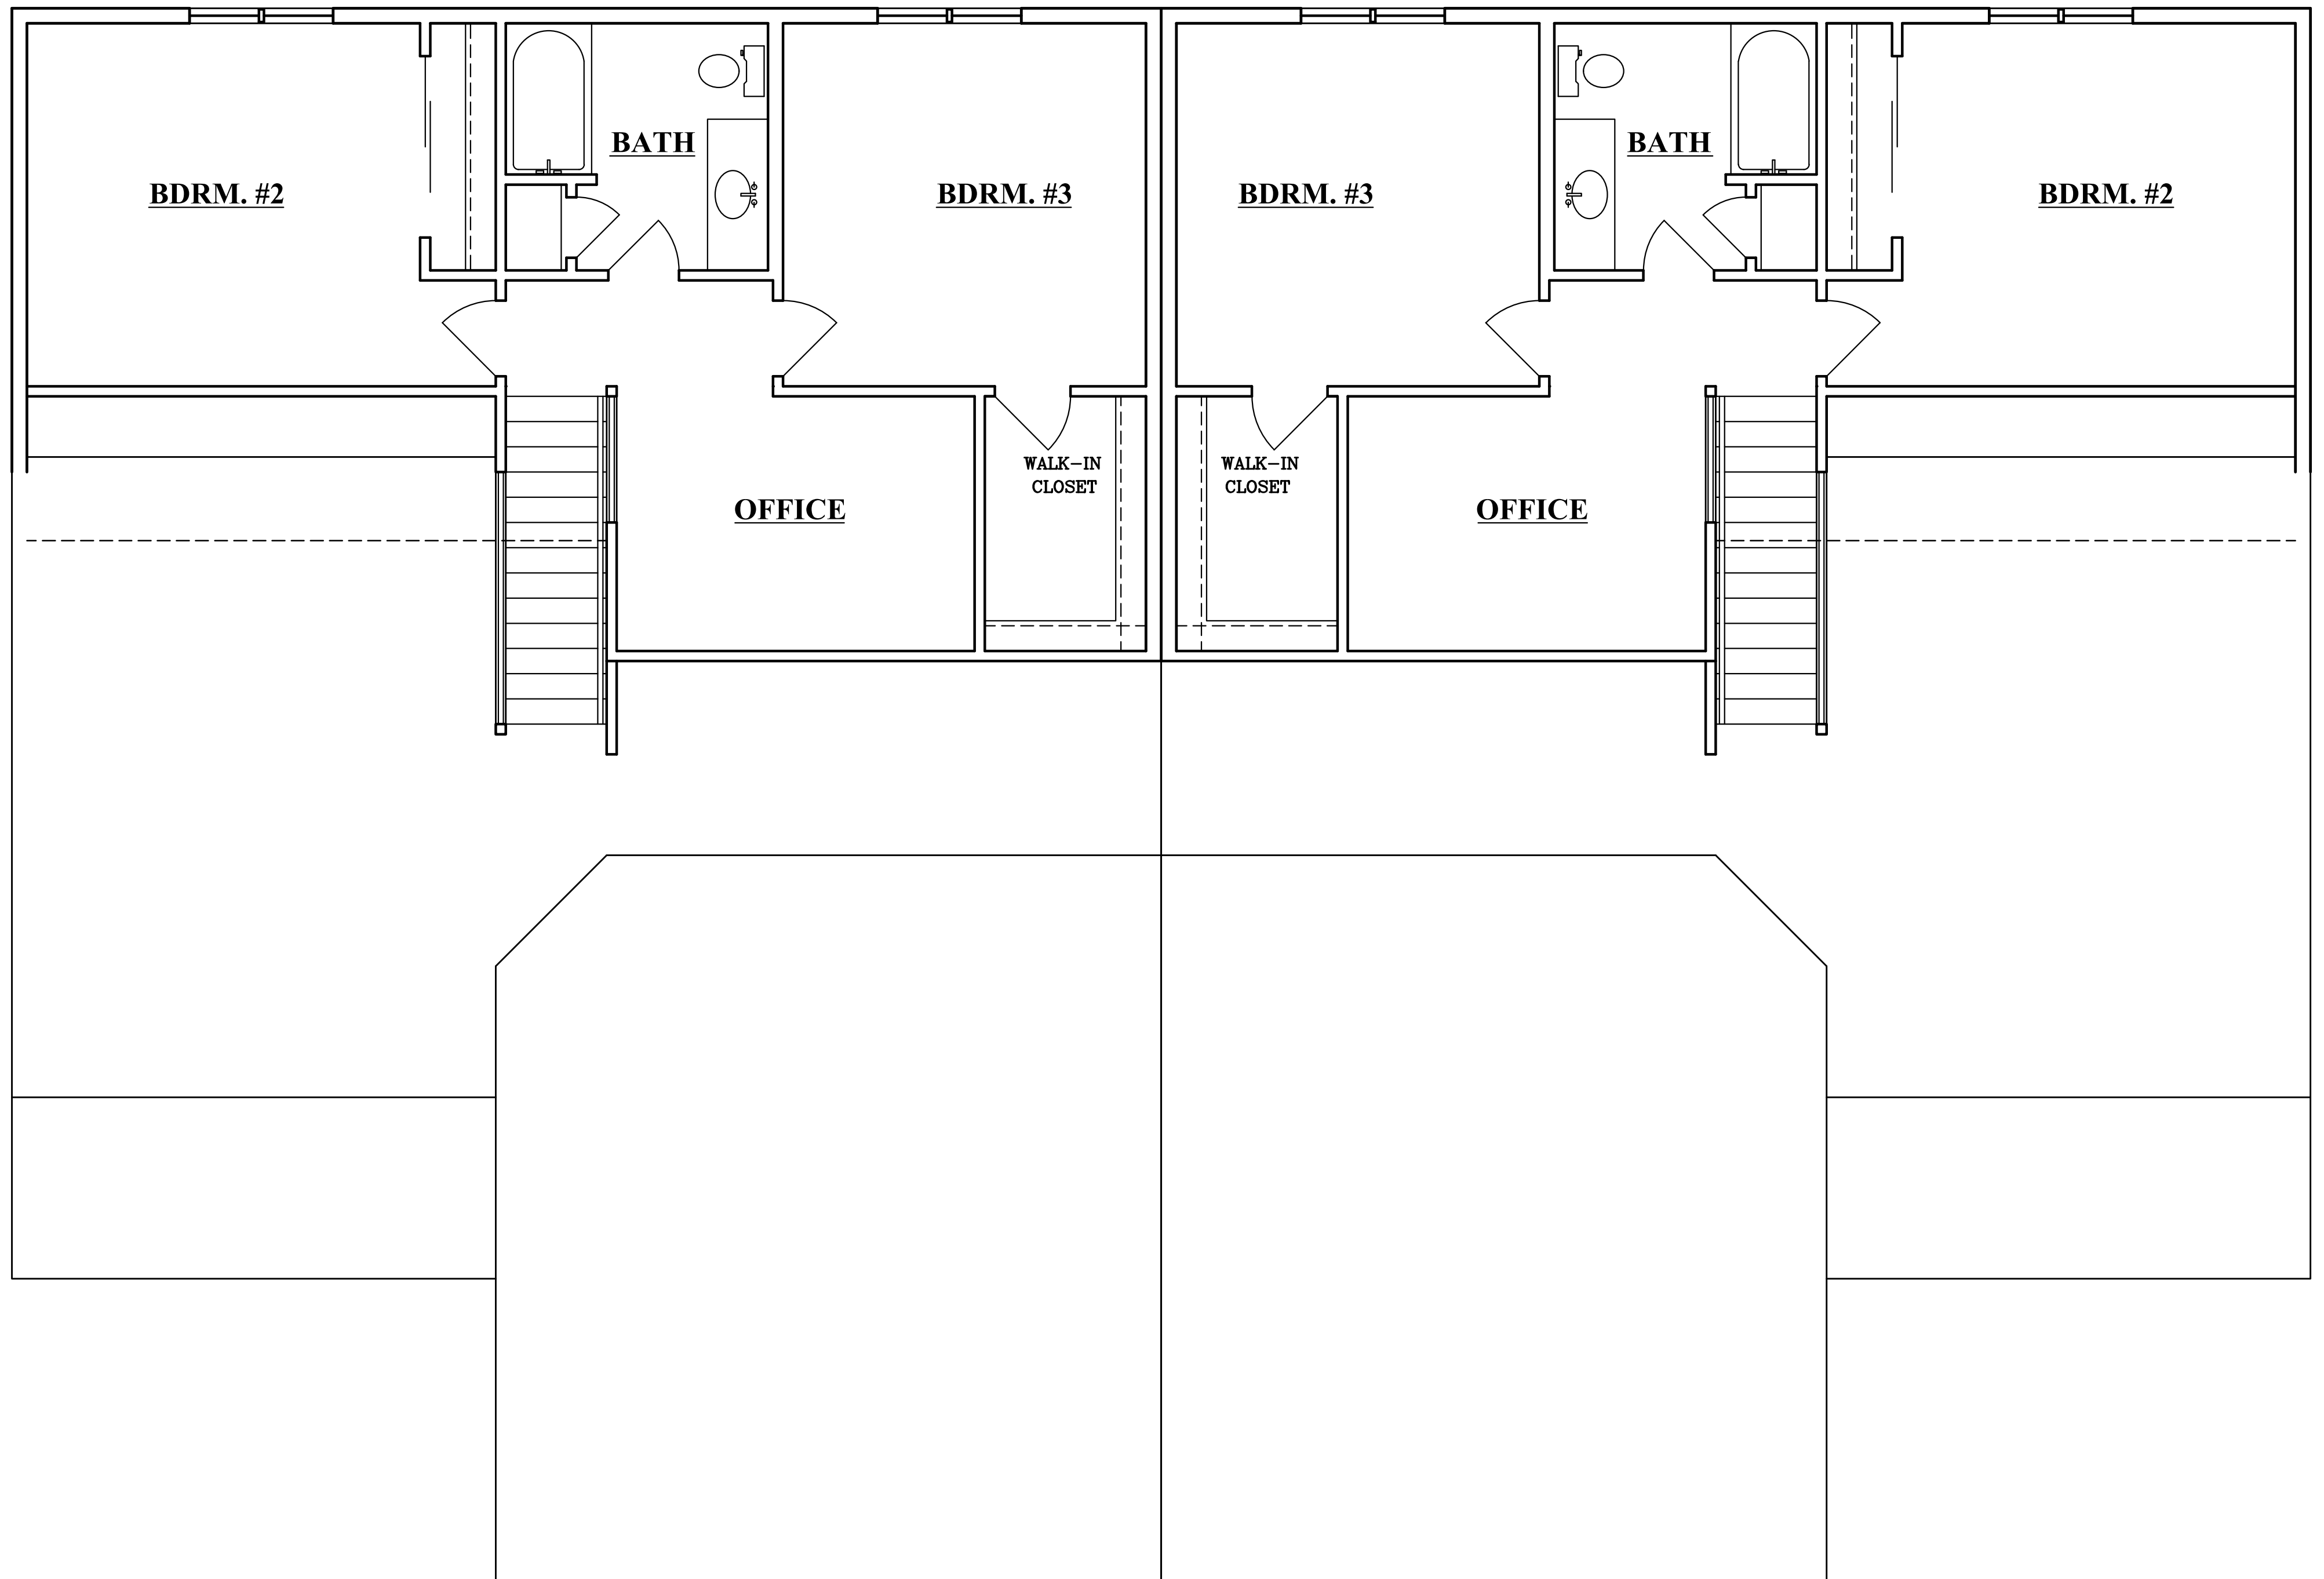 BATH
BATH
BDRM. #2
BDRM. #3
BDRM. #3
BDRM. #2
WALK-IN
CLOSET
WALK-IN
CLOSET
OFFICE
OFFICE